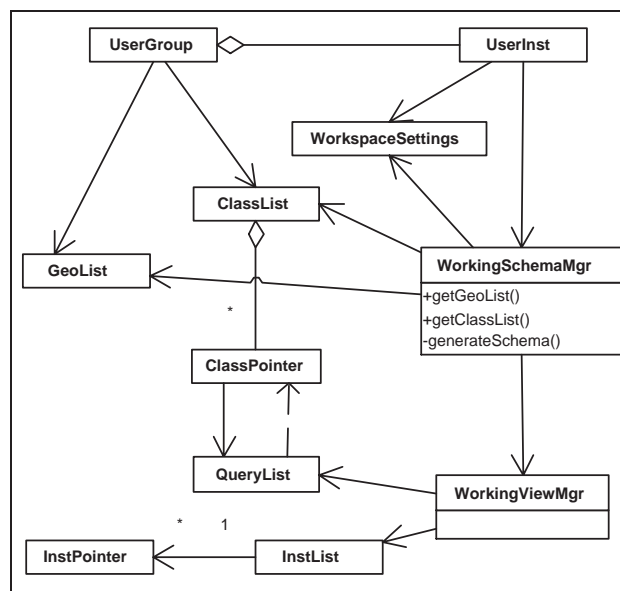 UserGroup
UserInst
WorkspaceSettings
ClassList
GeoList
WorkingSchemaMgr
+getGeoList()
+getClassList()
-generateSchema()
*
ClassPointer
QueryList
WorkingViewMgr
* 1
InstPointer
InstList